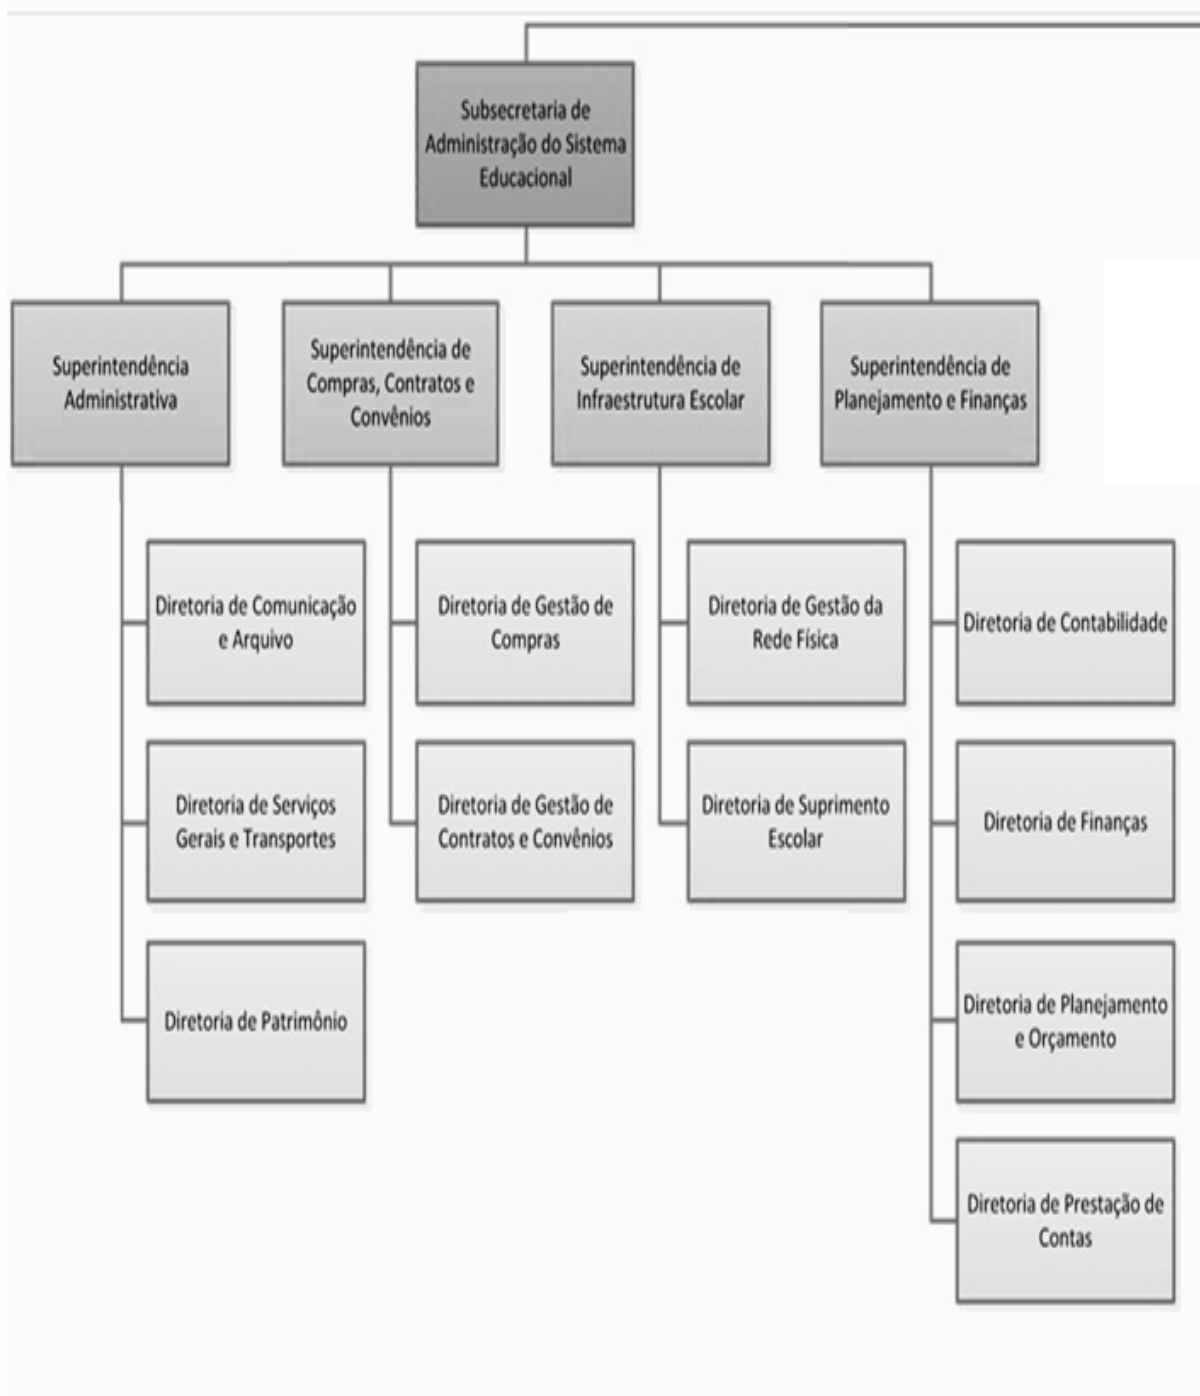 Subsecretaria de
Administração do Sistema
Educacional
Superintendência
Administrativa
Superintendência de
Compras, Contratos e
Convênios
Superintendência de
Infraestrutura Escolar
Superintendência de
Planejamento e Finanças
Diretoria de Comunicação
e Arquivo
Diretoria de Gestão de
Compras
Diretoria de Gestão da
Rede Física
Diretoria de Contabilidade
Diretoria de Serviços
Gerais e Transportes
Diretoria de Gestão de
Contratos e Convênios
Diretoria de Suprimento
Escolar
Diretoria de Finanças
Diretoria de Patrimônio
Diretoria de Planejamento
e Orçamento
Diretoria de Prestação de
Contas